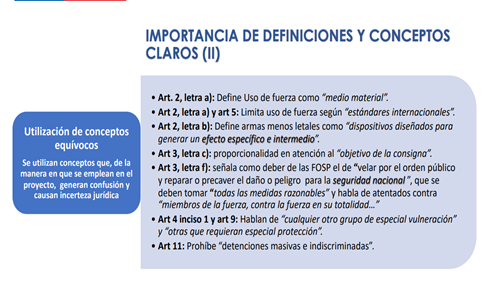 IMPORTANCIA DE DEFINICIONES Y CONCEPTOS
CLAROS (II)
Utilización de conceptos
equívocos
Se utilizan conceptos que, de la
manera en que se emplean en el
proyecto, generan confusión y
causan incerteza jurídica
• Art. 2, letra a): Define Uso de fuerza como “medio material”.
• Art 2, letra a) y art 5: Limita uso de fuerza según “estándares internacionales”.
• Art 2, letra b): Define armas menos letales como “dispositivos diseñados para
generar un efecto específico e intermedio”.
• Art 3, letra c): proporcionalidad en atención al “objetivo de la consigna”.
• Art 3, letra f): señala como deber de las FOSP el de “velar por el orden público
y reparar o precaver el daño o peligro para la seguridad nacional”, que se
deben tomar “todas las medidas razonables” y habla de atentados contra
“miembros de la fuerza, contra la fuerza en su totalidad...”
• Art 4 inciso 1 y art 9: Hablan de “cualquier otro grupo de especial vulneración”
y “otras que requieran especial protección”.
• Art 11: Prohíbe “detenciones masivas e indiscriminadas”.